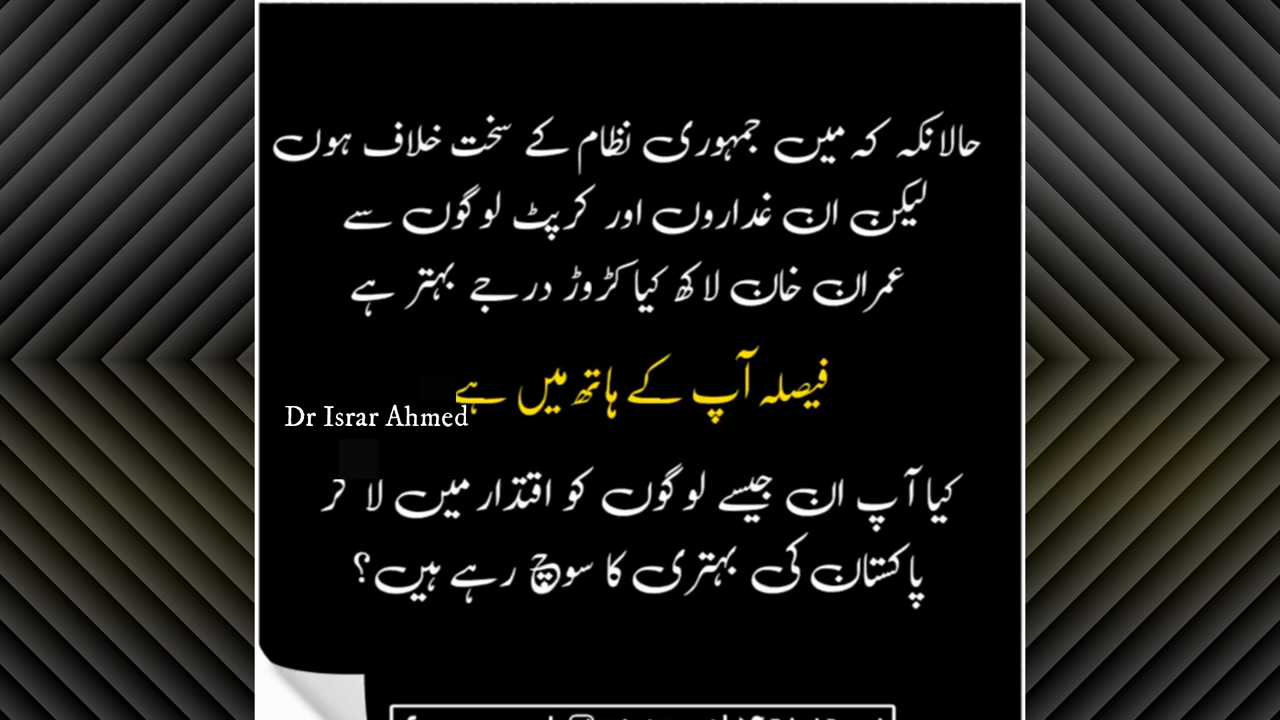 حالانکہ کہ میں جمہوری نظام کے سخت خلاف ہوں
لیکن ان غداروں اور کرپٹ لوگوں سے
عمران خان لاکھ کیا کڑوڑ درجے بہتر ہے
فیصلہ آپ کے ہاتھ میں ہے
Dr Israr Ahmed
کیا آپ ان جیسے لوگوں کو اقتدار میں لا کر
پاکستان کی بہتری کا سوچ رہے ہیں؟